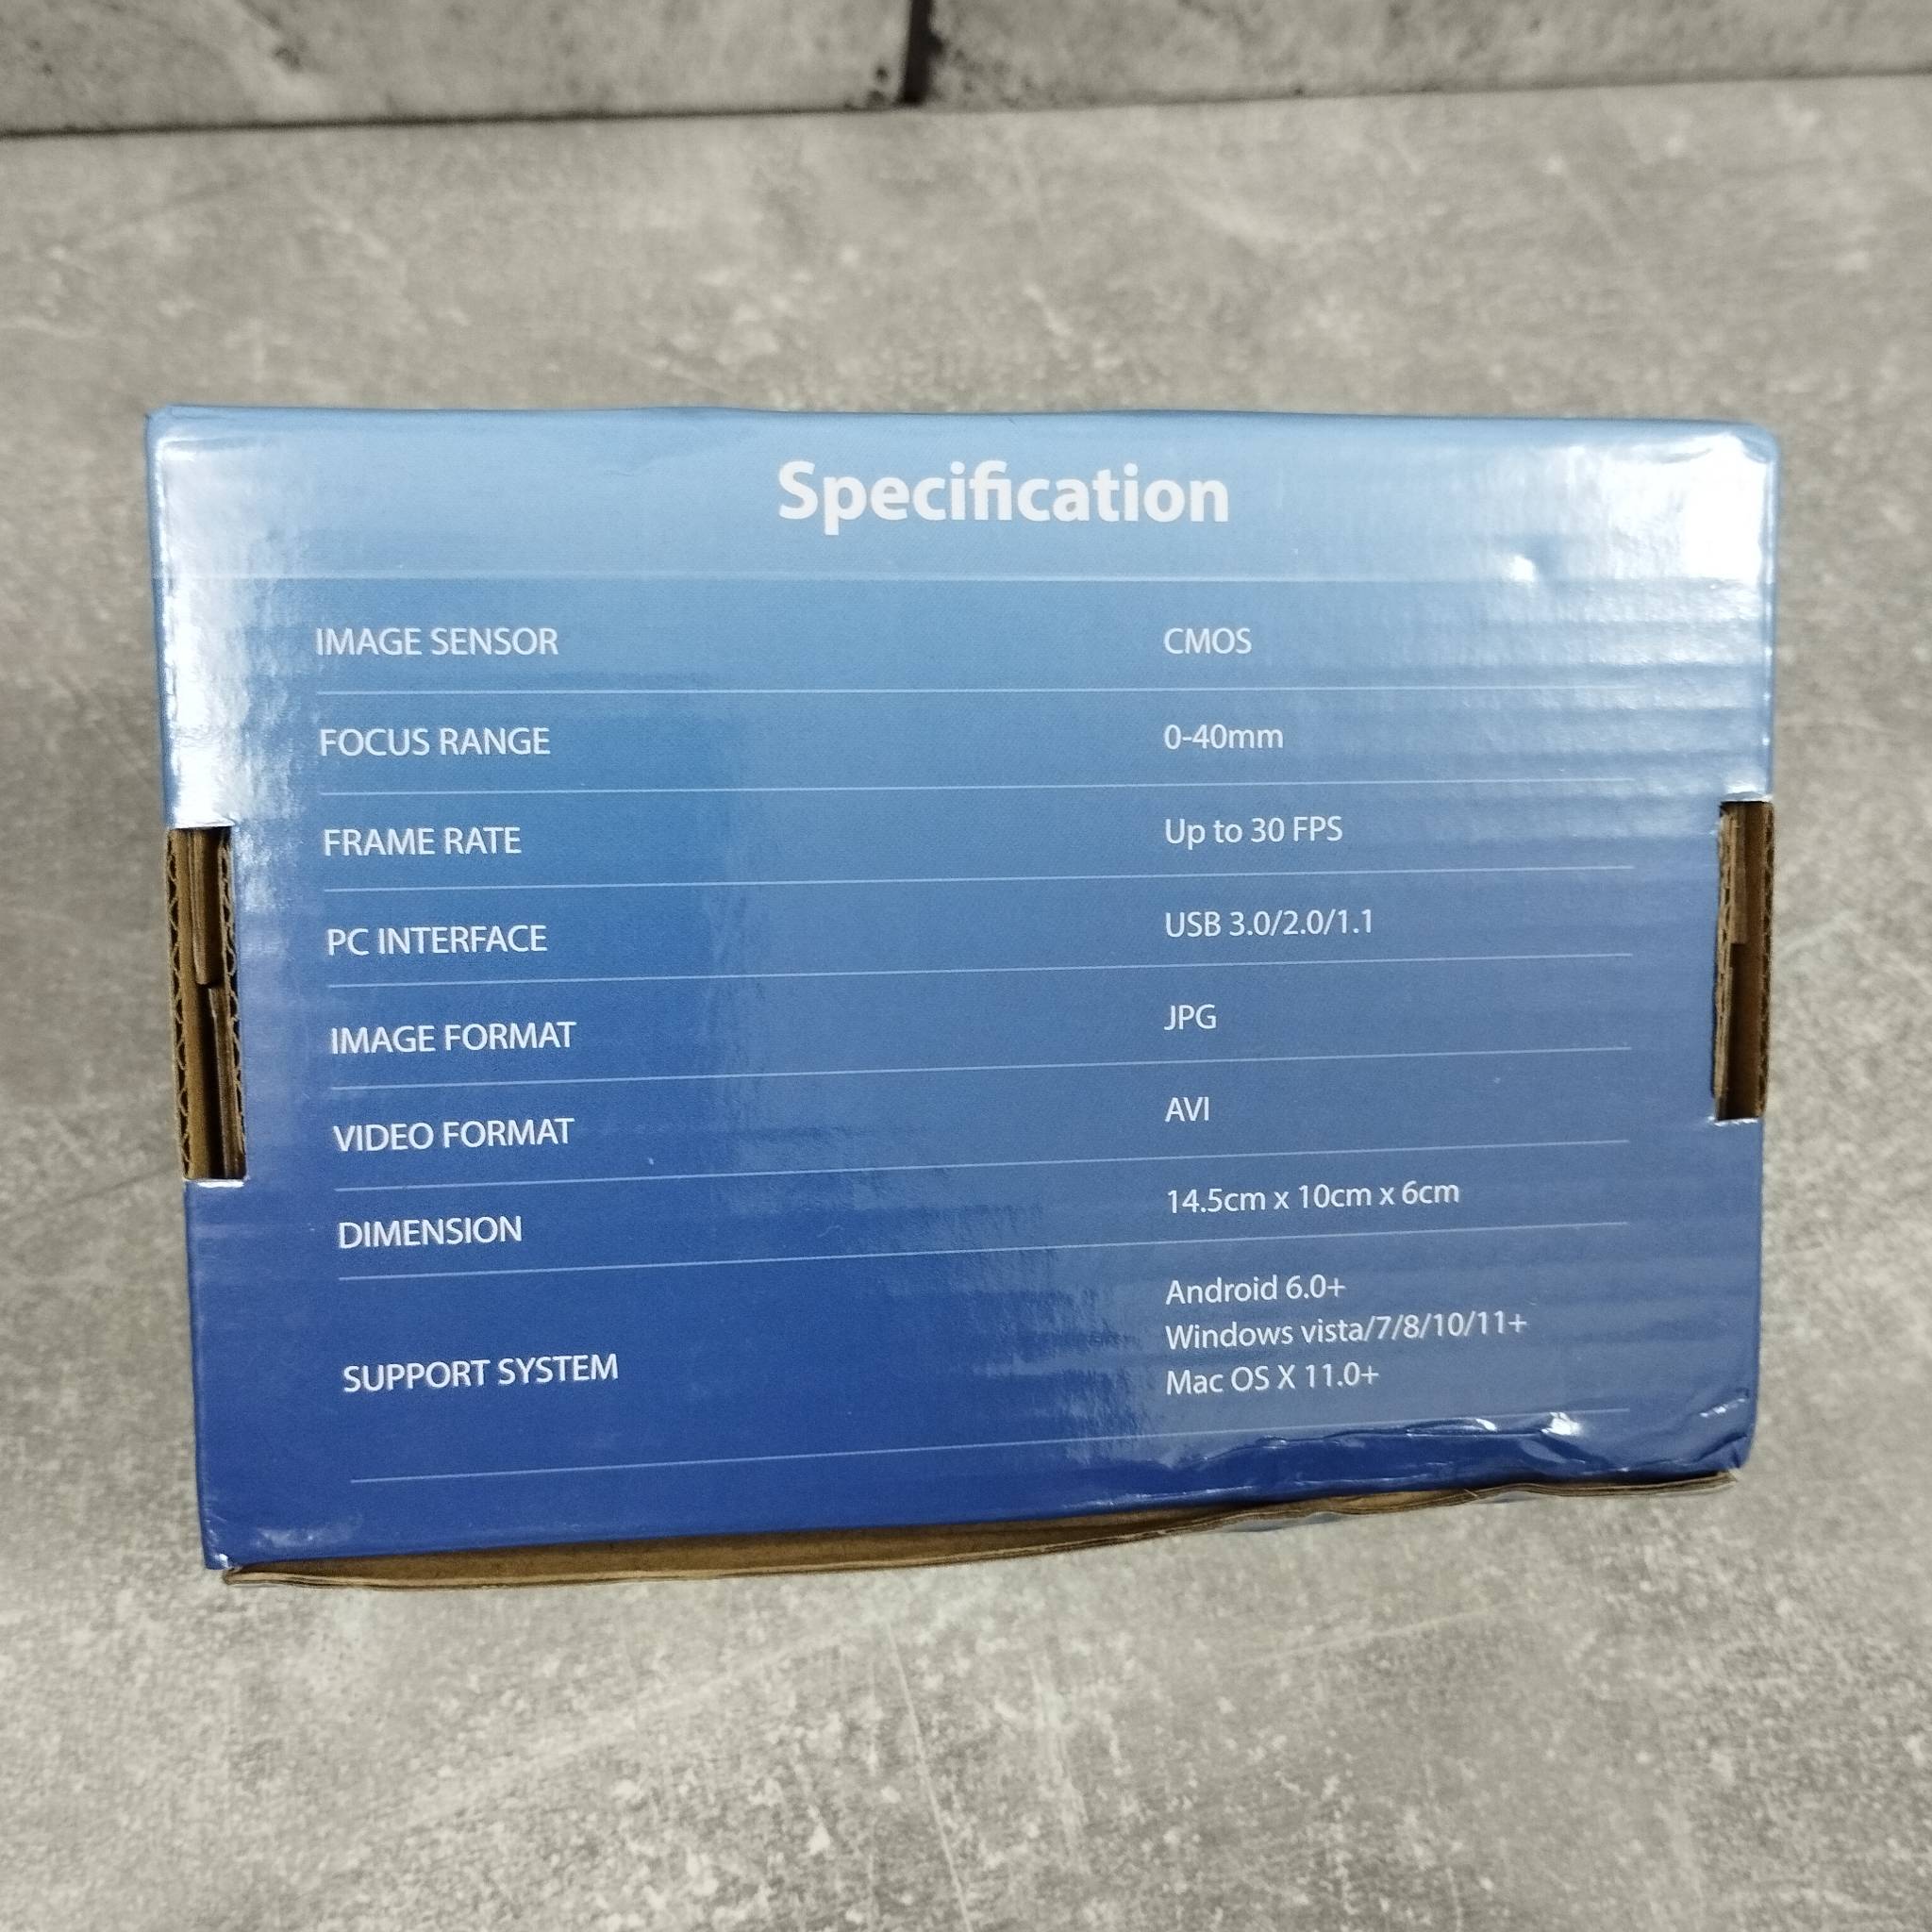 Specification
IMAGE SENSOR CMOS
FOCUS RANGE 0-40mm
FRAME RATE Up to 30 FPS
PC INTERFACE USB 3.0/2.0/1.1
IMAGE FORMAT JPG
VIDEO FORMAT AVI
DIMENSION 14.5cm x 10cm x 6cm
SUPPORT SYSTEM Android 6.0+
Windows vista/7/8/10/11+
Mac OS X 11.0+